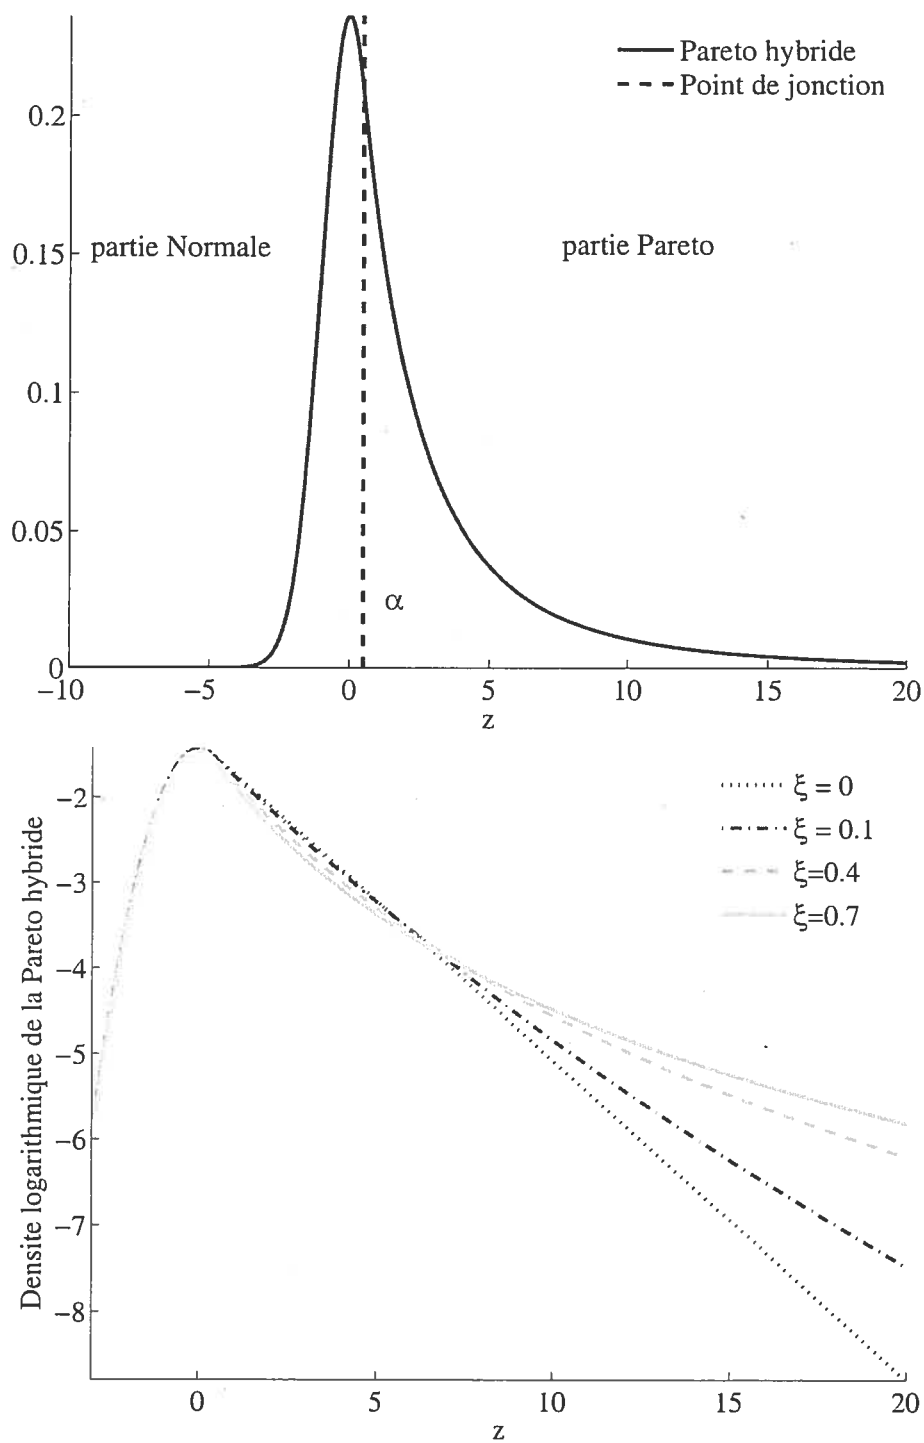 Pareto hybride
Point de jonction
0.2
0.15
partie Normale
partie Pareto
0.1
0.05
α
0
−10
−5
0
5
10
15
20
z
ξ = 0
ξ = 0.1
ξ=0.4
ξ=0.7
Densite logarithmique de la Pareto hybride
−2
−3
−4
−5
−6
−7
−8
0
5
10
15
20
z